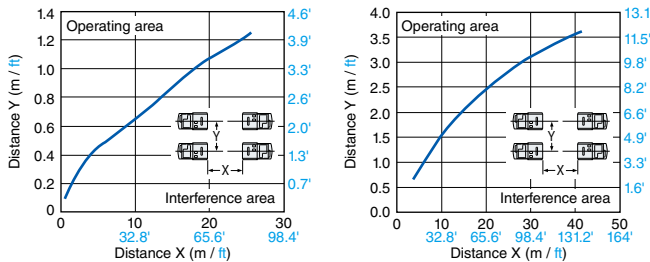 Operating area
Distance Y (m / ft)
1.4
1.2
1.0
0.8
0.6
0.4
0.2
0
4.6'
3.9'
3.3'
2.6'
2.0'
1.3'
0.7'
Y
X
Interference area
0 10 20 30
32.8' 65.6' 98.4'
Distance X (m / ft)
Operating area
Distance Y (m / ft)
4.0
3.5
3.0
2.5
2.0
1.5
1.0
0.5
0.0
13.1
11.5'
9.8'
8.2'
6.6'
4.9'
3.3'
1.6'
Y
X
Interference area
0 10 20 30 40 50
32.8' 65.6' 98.4' 131.2' 164'
Distance X (m / ft)